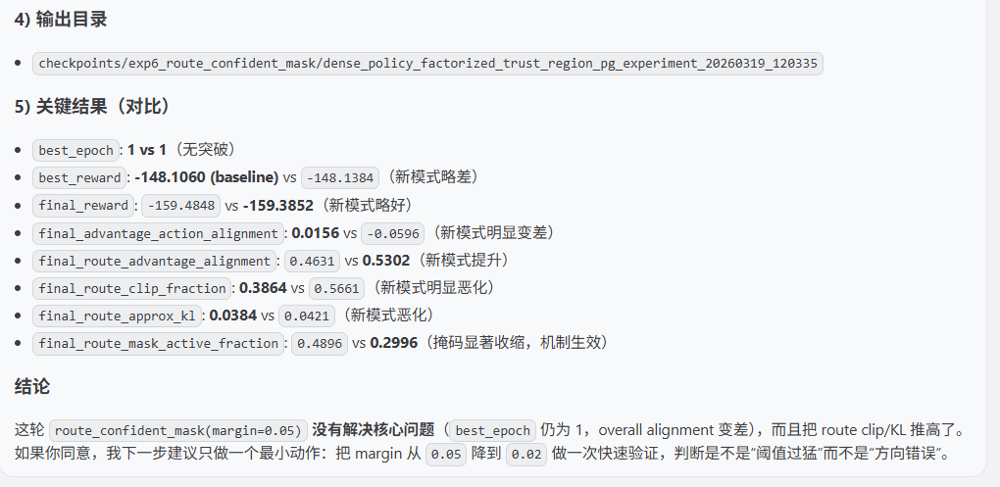 4) 输出目录
checkpoints/exp6_route_confident_mask/dense_policy_factorized_trust_region_pg_experiment_20260319_120335
5) 关键结果（对比）
best_epoch: 1 vs 1（无突破）
best_reward: -148.1060 (baseline) vs -148.1384（新模式略差）
final_reward: -159.4848 vs -159.3852（新模式略好）
final_advantage_action_alignment: 0.0156 vs -0.0596（新模式明显变差）
final_route_advantage_alignment: 0.4631 vs 0.5302（新模式提升）
final_route_clip_fraction: 0.3864 vs 0.5661（新模式明显恶化）
final_route_approx_kl: 0.0384 vs 0.0421（新模式恶化）
final_route_mask_active_fraction: 0.4896 vs 0.2996（掩码显著收缩，机制生效）
结论
这轮 route_confident_mask(margin=0.05) 没有解决核心问题（best_epoch 仍为 1，overall alignment 变差），而且把 route clip/KL 推高了。
如果你同意，我下一步建议只做一个最小动作：把 margin 从 0.05 降到 0.02 做一次快速验证，判断是不是“阈值过猛”而不是“方向错误”。